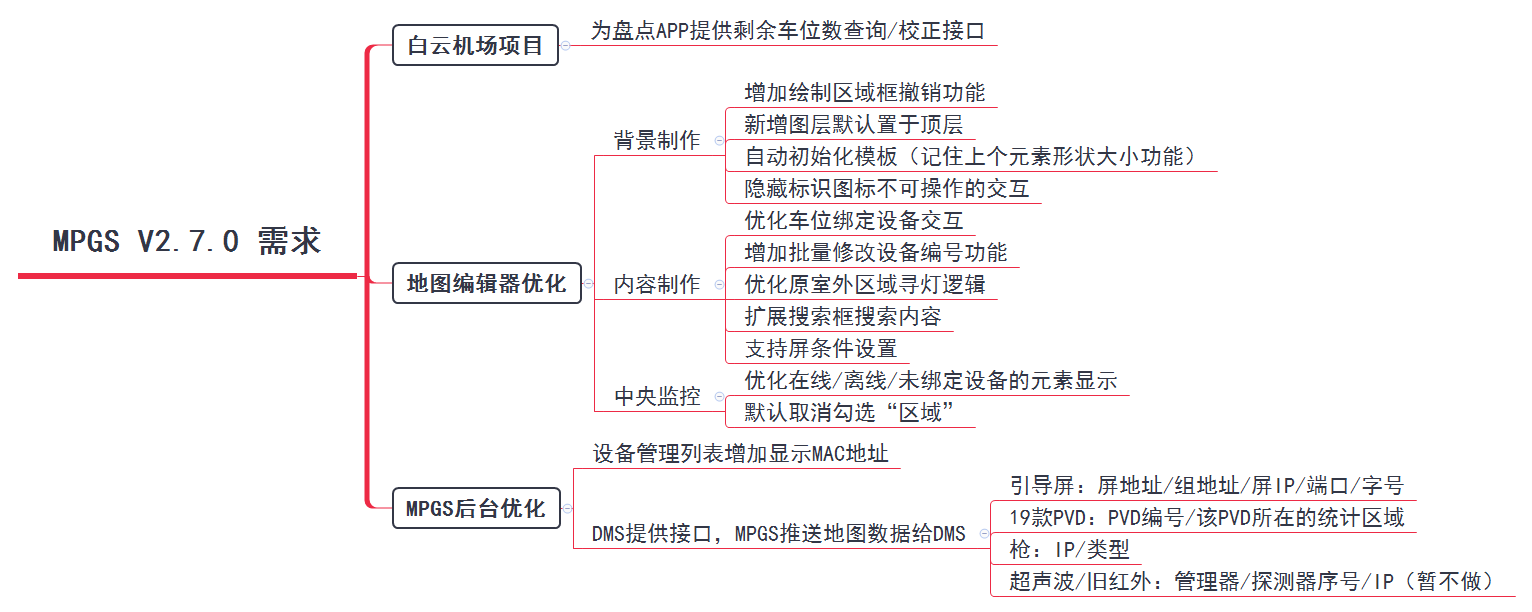 MPGS V2.7.0 需求
白云机场项目
为盘点APP提供剩余车位数查询/校正接口
地图编辑器优化
背景制作
增加绘制区域框撤销功能
新增图层默认置于顶层
自动初始化模板（记住上个元素形状大小功能）
隐藏标识图标不可操作的交互
内容制作
优化车位绑定设备交互
增加批量修改设备编号功能
优化原室外区域寻灯逻辑
扩展搜索框搜索内容
支持屏条件设置
中央监控
优化在线/离线/未绑定设备的元素显示
默认取消勾选“区域”
MPGS后台优化
设备管理列表增加显示MAC地址
DMS提供接口，MPGS推送地图数据给DMS
引导屏：屏地址/组地址/屏IP/端口/字号
19款PVD：PVD编号/该PVD所在的统计区域
枪：IP/类型
超声波/旧红外：管理器/探测器序号/IP（暂不做）